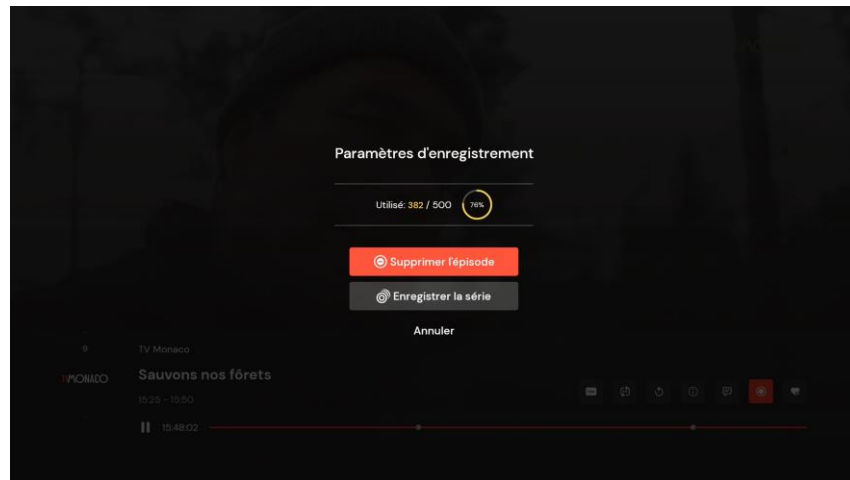 Paramètres d'enregistrement
Utilisé: 382 / 500 76%
Supprimer l'épisode
Enregistrer la série
Annuler
9
TV Monaco
TVMONACO
Sauvons nos fôrets
15:25 - 15:50
15:48:02